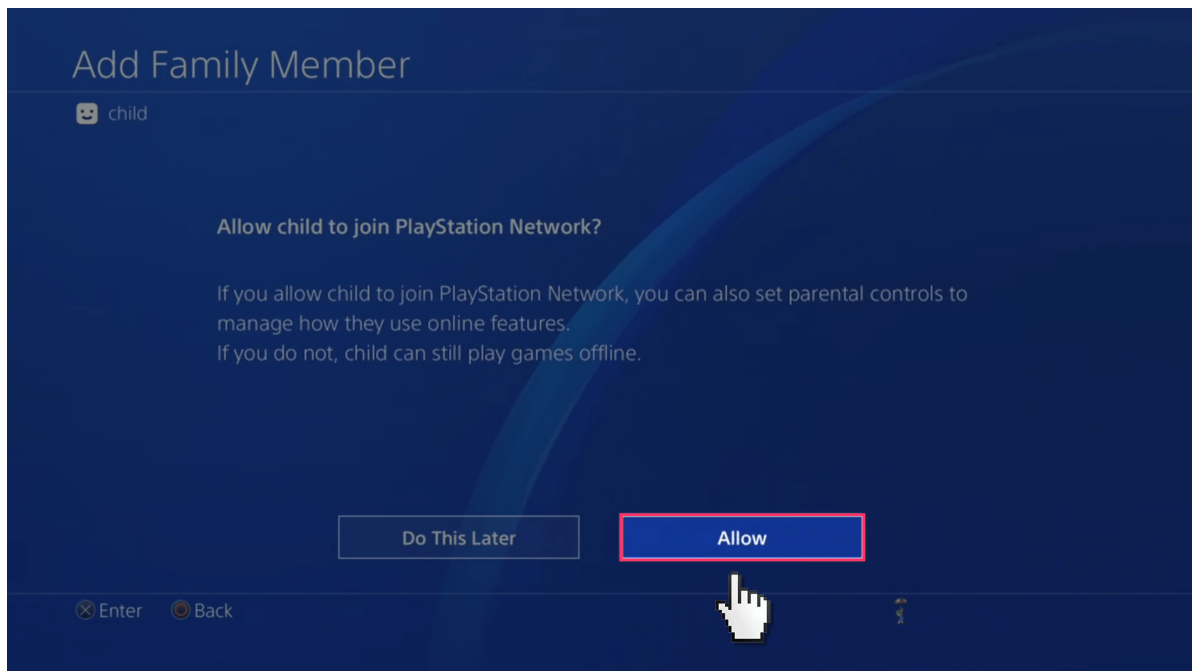 Add Family Member
child
Allow child to join PlayStation Network?
If you allow child to join PlayStation Network, you can also set parental controls to
manage how they use online features.
If you do not, child can still play games offline.
Do This Later
Allow
Enter
Back